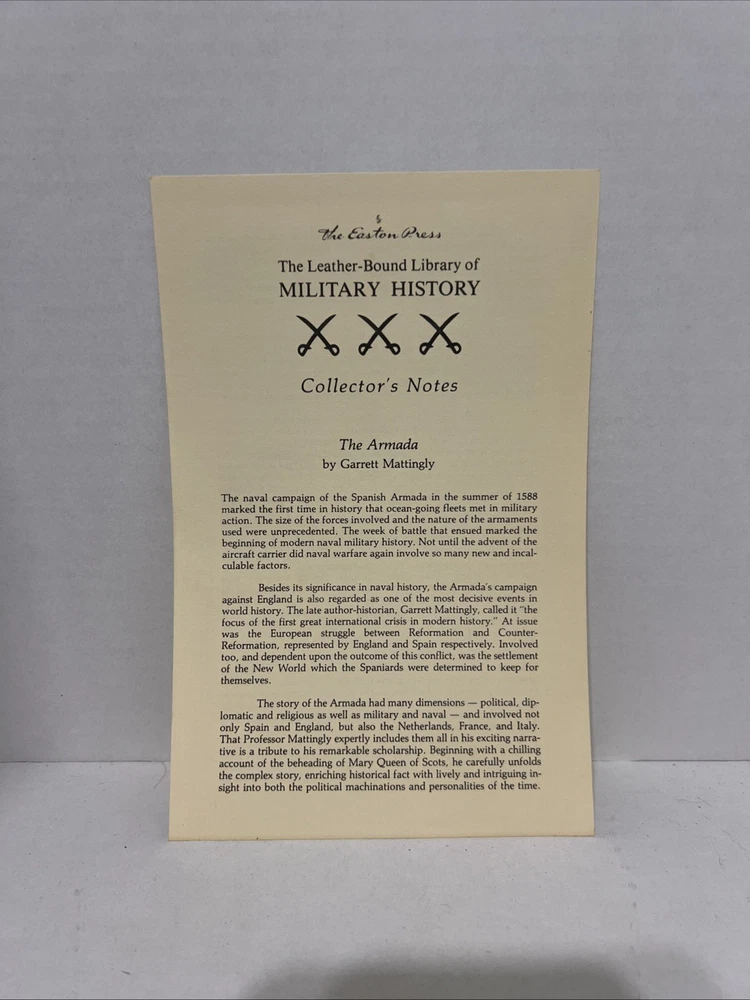 The Easton Press
The Leather-Bound Library of
MILITARY HISTORY
Collector's Notes
The Armada
by Garrett Mattingly
The naval campaign of the Spanish Armada in the summer of 1588
marked the first time in history that ocean-going fleets met in military
action. The size of the forces involved and the nature of the armaments
used were unprecedented. The week of battle that ensued marked the
beginning of modern naval military history. Not until the advent of the
aircraft carrier did naval warfare again involve so many new and incal-
culable factors.
Besides its significance in naval history, the Armada's campaign
against England is also regarded as one of the most decisive events in
world history. The late author-historian, Garrett Mattingly, called it "the
focus of the first great international crisis in modern history." At issue
was the European struggle between Reformation and Counter-
Reformation, represented by England and Spain respectively. Involved
too, and dependent upon the outcome of this conflict, was the settlement
of the New World which the Spaniards were determined to keep for
themselves.
The story of the Armada had many dimensions — political, dip-
lomatic and religious as well as military and naval — and involved not
only Spain and England, but also the Netherlands, France, and Italy.
That Professor Mattingly expertly includes them all in his exciting narra-
tive is a tribute to his remarkable scholarship. Beginning with a chilling
account of the beheading of Mary Queen of Scots, he carefully unfolds
the complex story, enriching historical fact with lively and intriguing in-
sight into both the political machinations and personalities of the time.